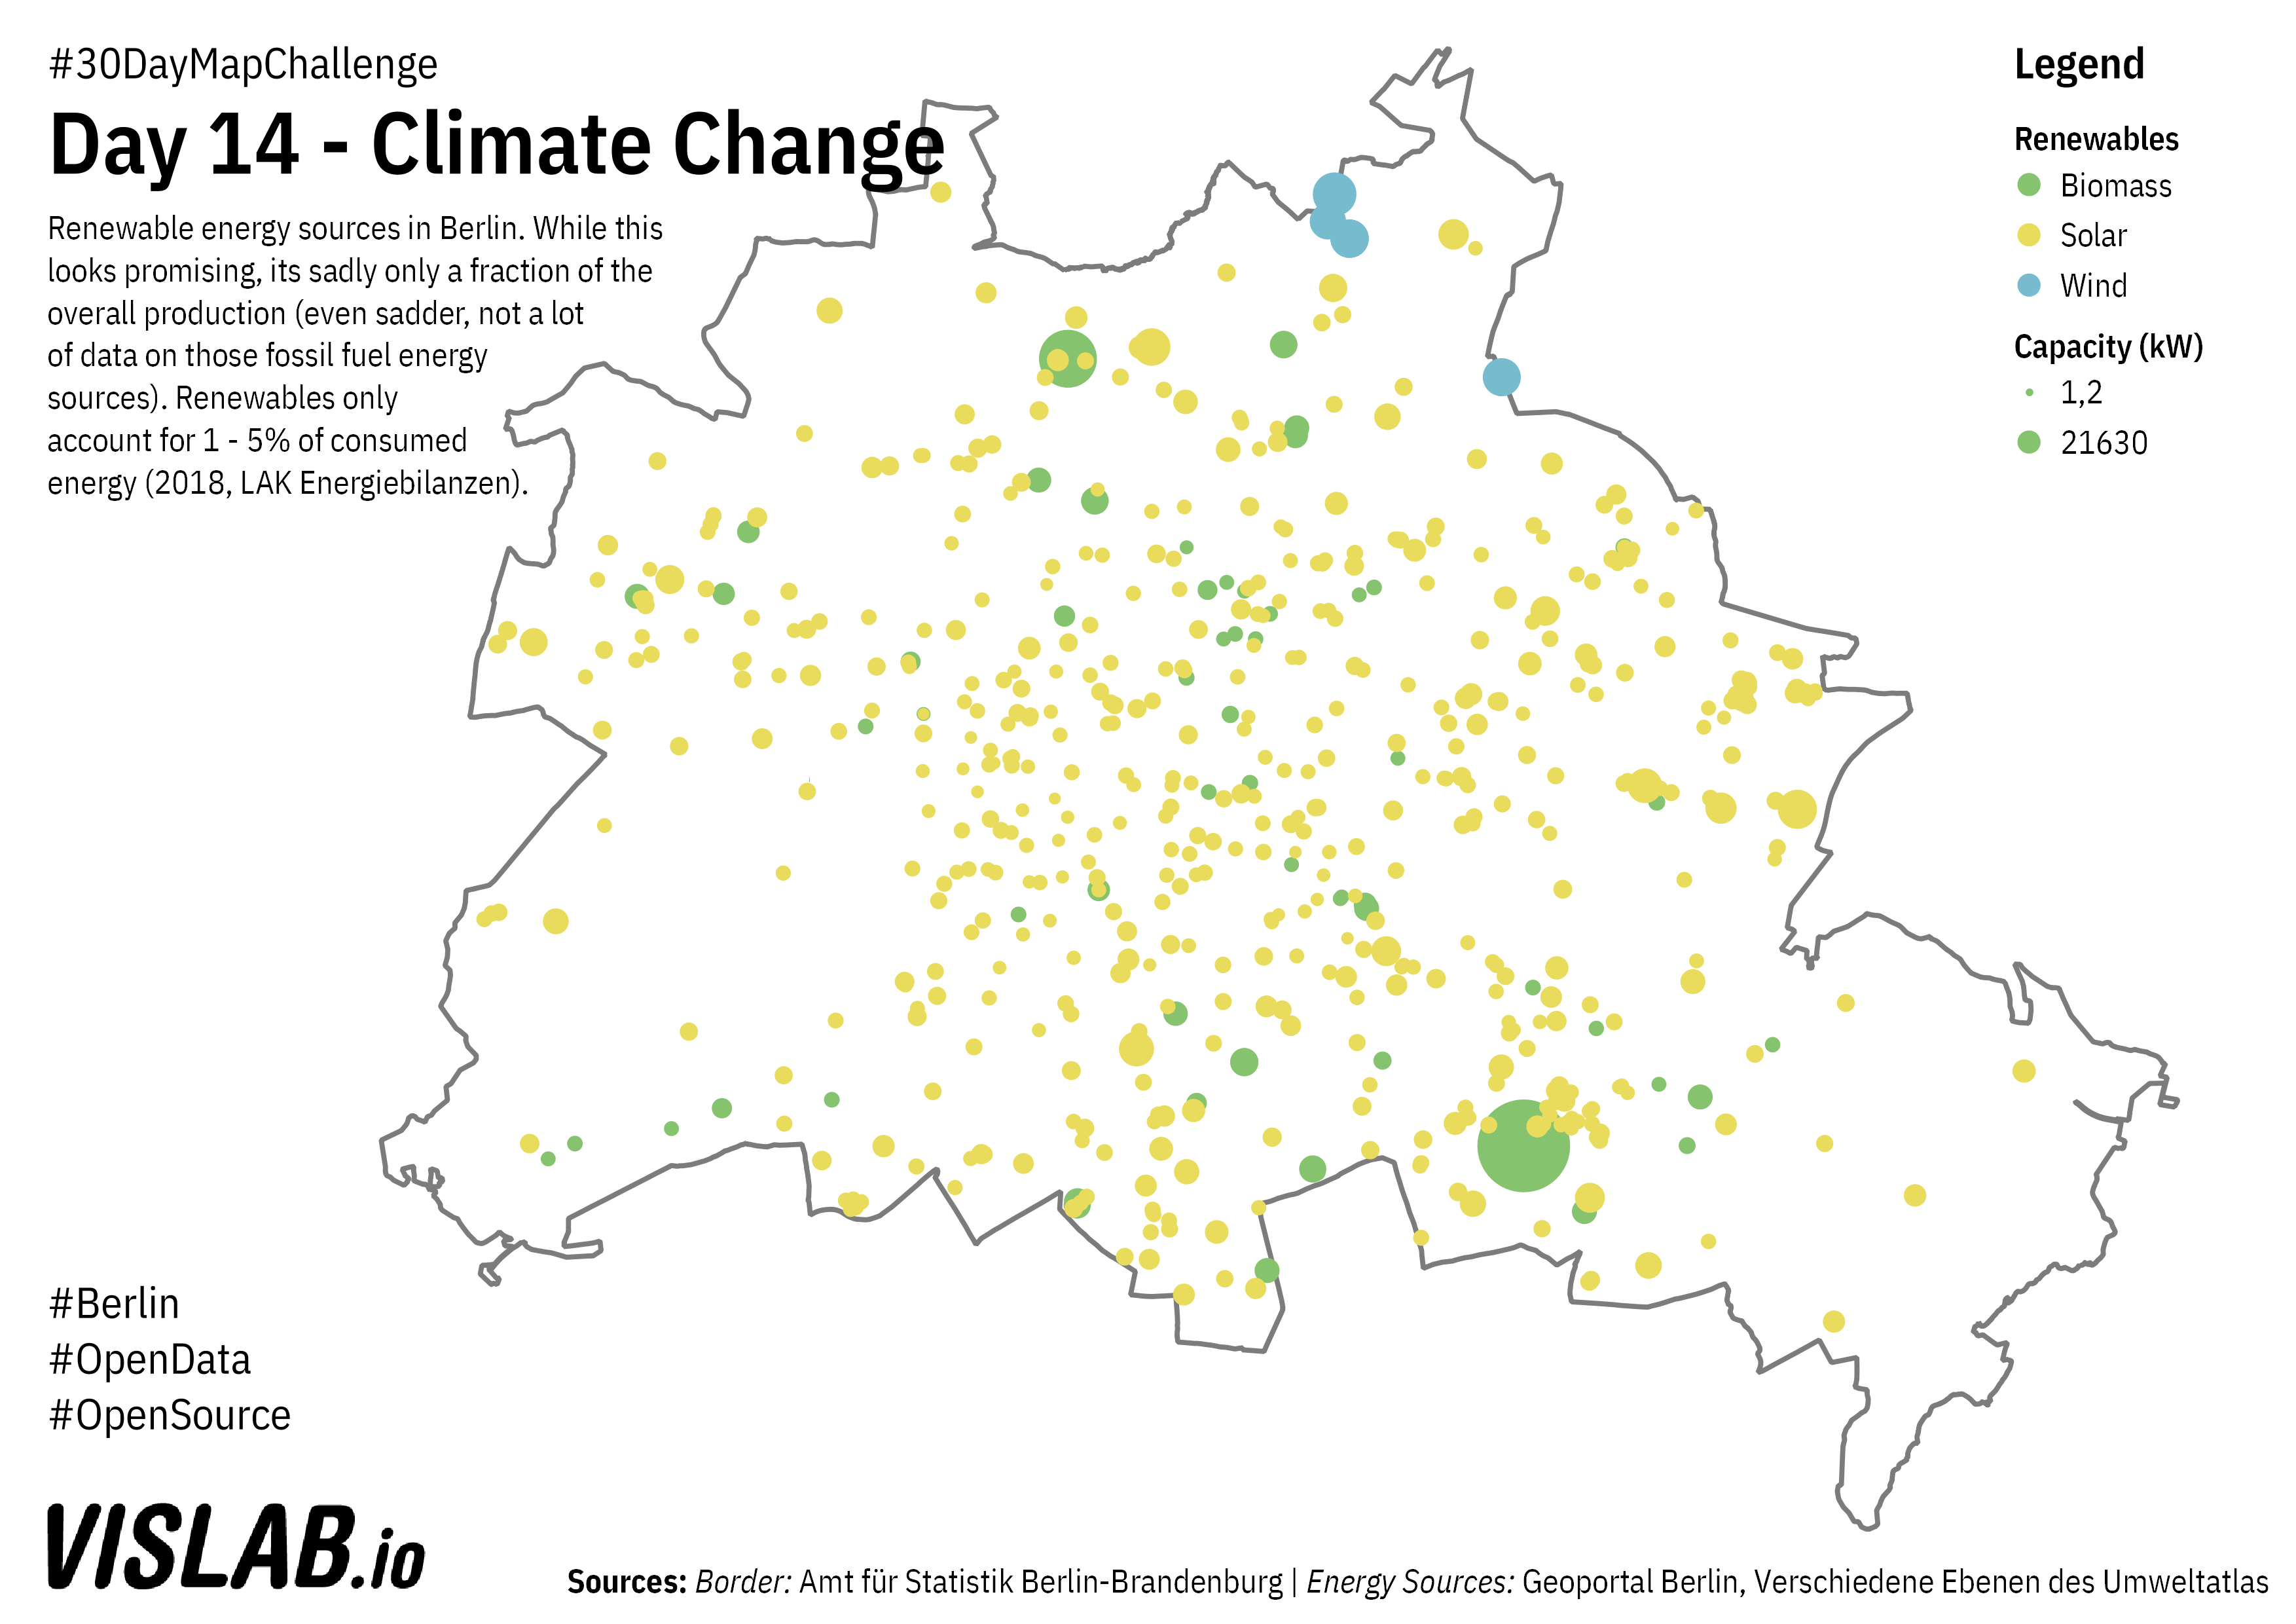 #30DayMapChallenge
Day 14 - Climate Change
Renewable energy sources in Berlin. While this
looks promising, its sadly only a fraction of the
overall production (even sadder, not a lot
of data on those fossil fuel energy
sources). Renewables only
account for 1 - 5% of consumed
energy (2018, LAK Energiebilanzen).
Legend
Renewables
Biomass
Solar
Wind
Capacity (kW)
1,2
21630
#Berlin
#OpenData
#OpenSource
VISLAB.io
Sources: Border: Amt für Statistik Berlin-Brandenburg | Energy Sources: Geoportal Berlin, Verschiedene Ebenen des Umweltatlas